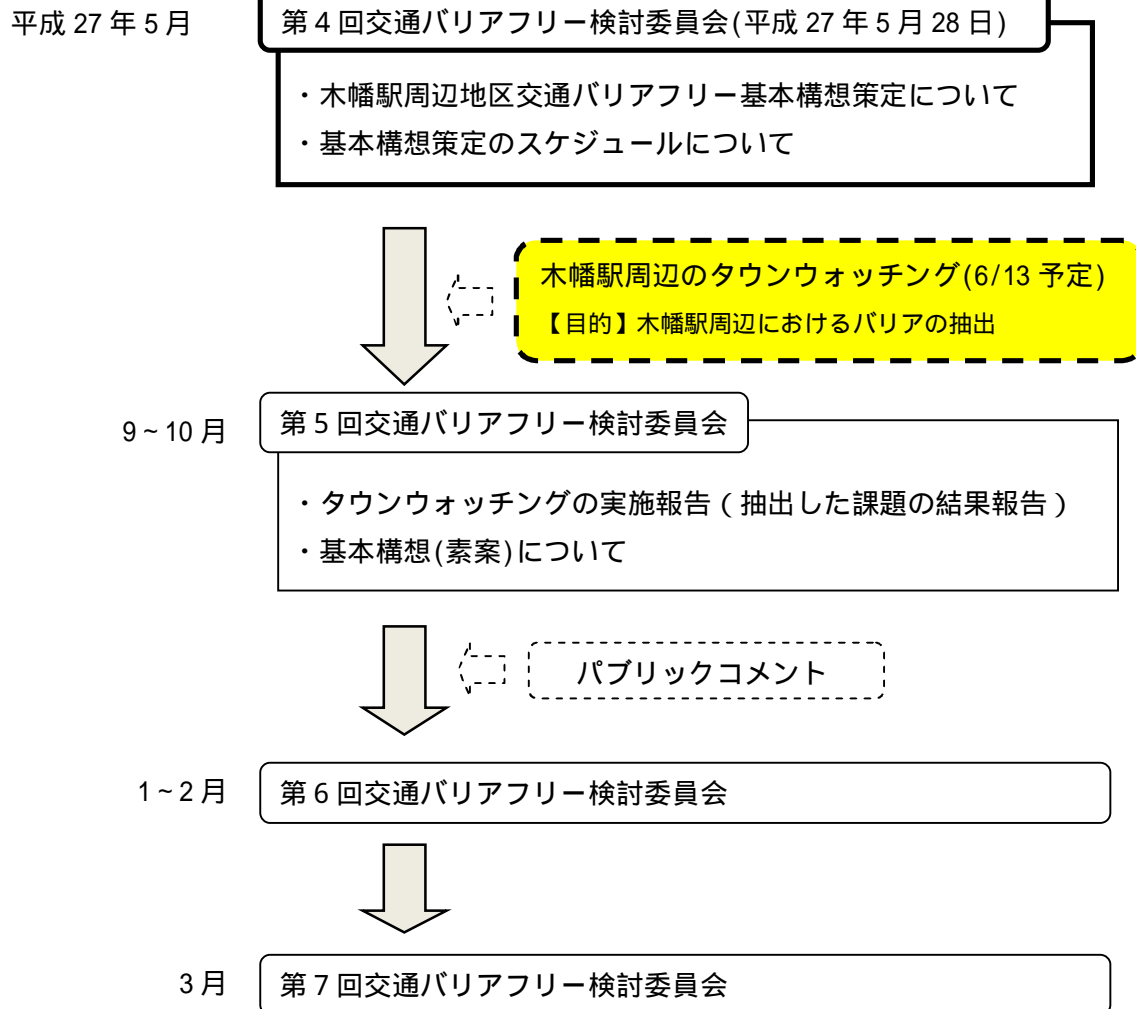 平成 27 年 5 月
第 4 回交通バリアフリー検討委員会(平成 27 年 5 月 28 日)
・木幡駅周辺地区交通バリアフリー基本構想策定について
・基本構想策定のスケジュールについて
木幡駅周辺のタウンウォッチング(6/13 予定)
【目的】木幡駅周辺におけるバリアの抽出
9~10 月
第 5 回交通バリアフリー検討委員会
・タウンウォッチングの実施報告(抽出した課題の結果報告)
・基本構想(素案)について
パブリックコメント
1~2 月
第 6 回交通バリアフリー検討委員会
3 月
第 7 回交通バリアフリー検討委員会